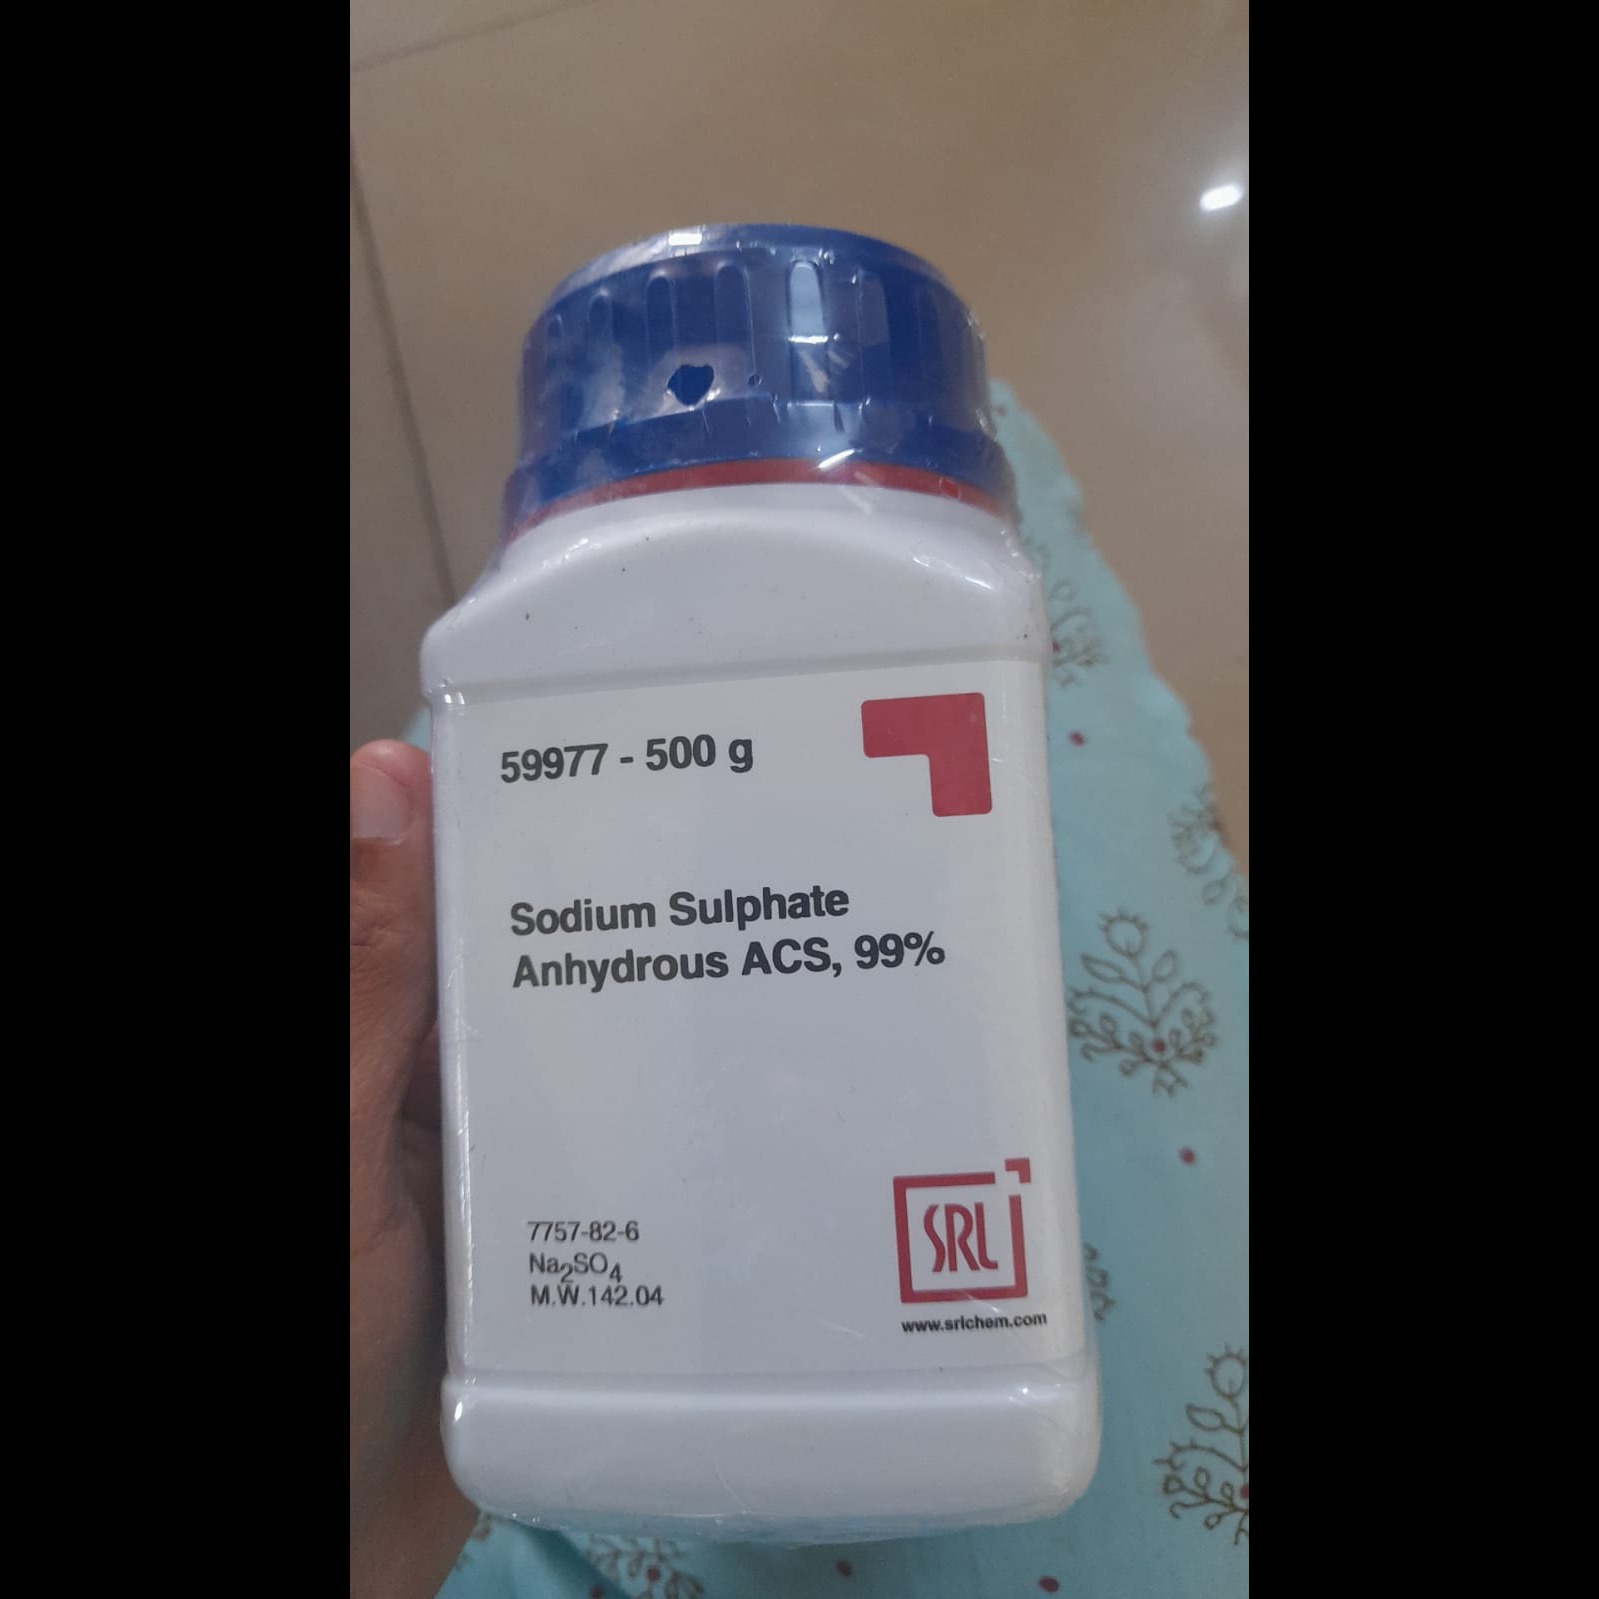 59977 - 500 g
Sodium Sulphate
Anhydrous ACS, 99%
7757-82-6
Na₂SO₄
M.W.142.04
SRL
www.srlchem.com